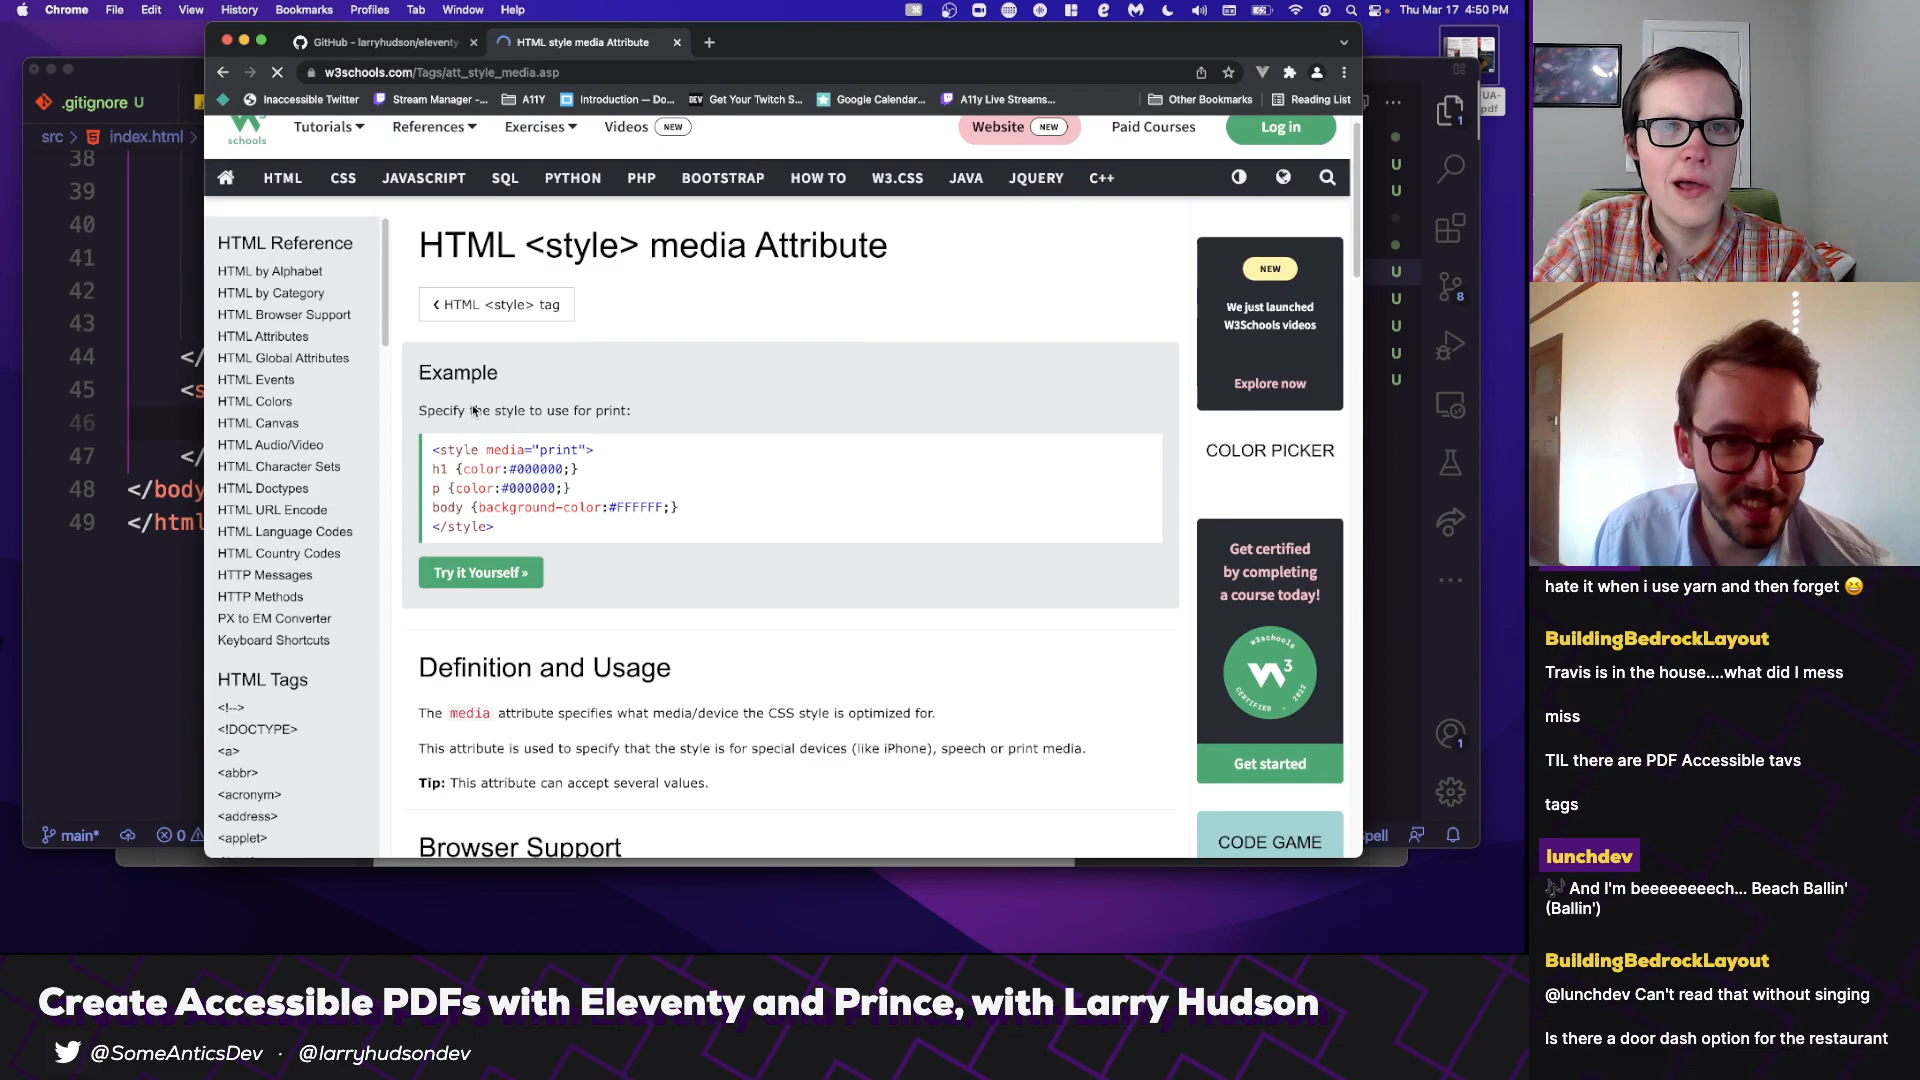 Chrome File Edit View History Bookmarks Profiles Tab Window Help
Thu Mar 17 4:50 PM
GitHub - larryhudson/eleventy
HTML style media Attribute
w3schools.com/Tags/att_style_media.asp
Inaccessible Twitter
Stream Manager -...
A11Y
Introduction — Do...
DEV Get Your Twitch S...
Google Calendar...
A11y Live Streams...
Other Bookmarks
Reading List
.gitignore U
src > index.html >
38
39
40
41
42
43
44 </
45 <s
46
47 </
48 </body
49 </html
main*
0
schools
Tutorials
References
Exercises
Videos NEW
Website NEW
Paid Courses
Log in
HTML CSS JAVASCRIPT SQL PYTHON PHP BOOTSTRAP HOW TO W3.CSS JAVA JQUERY C++
HTML Reference
HTML by Alphabet
HTML by Category
HTML Browser Support
HTML Attributes
HTML Global Attributes
HTML Events
HTML Colors
HTML Canvas
HTML Audio/Video
HTML Character Sets
HTML Doctypes
HTML URL Encode
HTML Language Codes
HTML Country Codes
HTTP Messages
HTTP Methods
PX to EM Converter
Keyboard Shortcuts
HTML Tags
<!-->
<!DOCTYPE>
<a>
<abbr>
<acronym>
<address>
<applet>
HTML <style> media Attribute
❮ HTML <style> tag
Example
Specify the style to use for print:
<style media="print">
h1 {color:#000000;}
p {color:#000000;}
body {background-color:#FFFFFF;}
</style>
Try it Yourself »
Definition and Usage
The media attribute specifies what media/device the CSS style is optimized for.
This attribute is used to specify that the style is for special devices (like iPhone), speech or print media.
Tip: This attribute can accept several values.
Browser Support
NEW
We just launched
W3Schools videos
Explore now
COLOR PICKER
Get certified
by completing
a course today!
w3schools
CERTIFIED . 2022
Get started
CODE GAME
UA-
pdf
U
U
U
U
U
U
U
1
8
1
pell
hate it when i use yarn and then forget 😆
BuildingBedrockLayout
Travis is in the house....what did I mess
miss
TIL there are PDF Accessible tavs
tags
lunchdev
🎶 And I'm beeeeeeeech... Beach Ballin'
(Ballin')
BuildingBedrockLayout
@lunchdev Can't read that without singing
Is there a door dash option for the restaurant
Create Accessible PDFs with Eleventy and Prince, with Larry Hudson
@SomeAnticsDev · @larryhudsondev